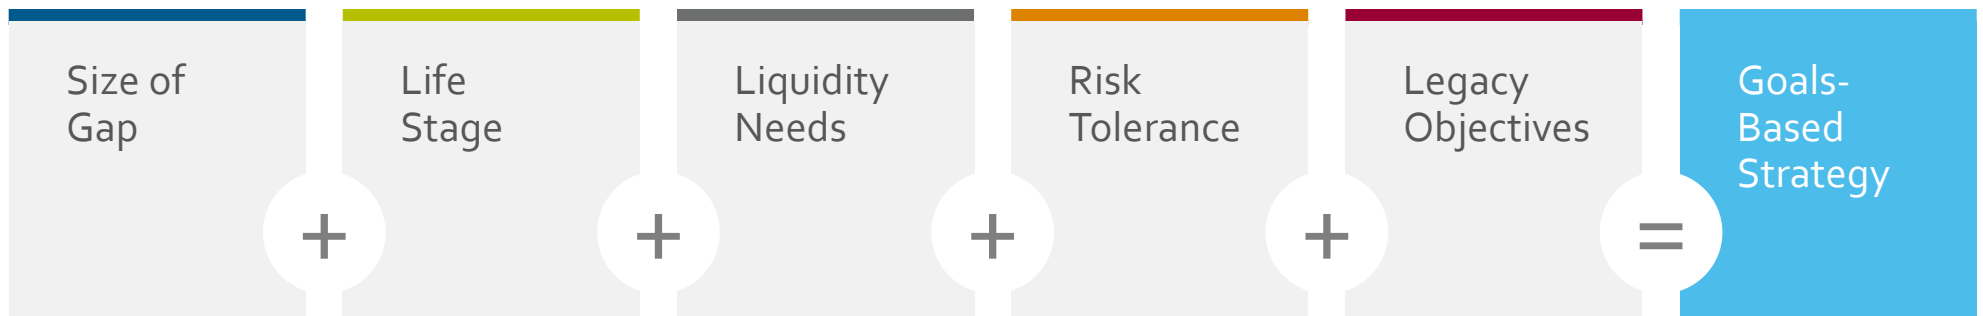 Size of
Gap
+
Life
Stage
+
Liquidity
Needs
+
Risk
Tolerance
+
Legacy
Objectives
=
Goals-
Based
Strategy